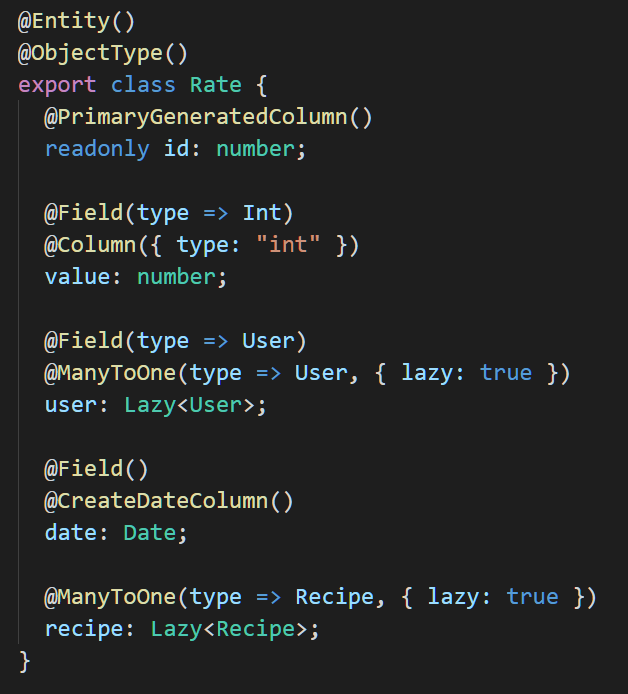 @Entity()
@ObjectType()
export class Rate {
  @PrimaryGeneratedColumn()
  readonly id: number;

  @Field(type => Int)
  @Column({ type: "int" })
  value: number;

  @Field(type => User)
  @ManyToOne(type => User, { lazy: true })
  user: Lazy<User>;

  @Field()
  @CreateDateColumn()
  date: Date;

  @ManyToOne(type => Recipe, { lazy: true })
  recipe: Lazy<Recipe>;
}